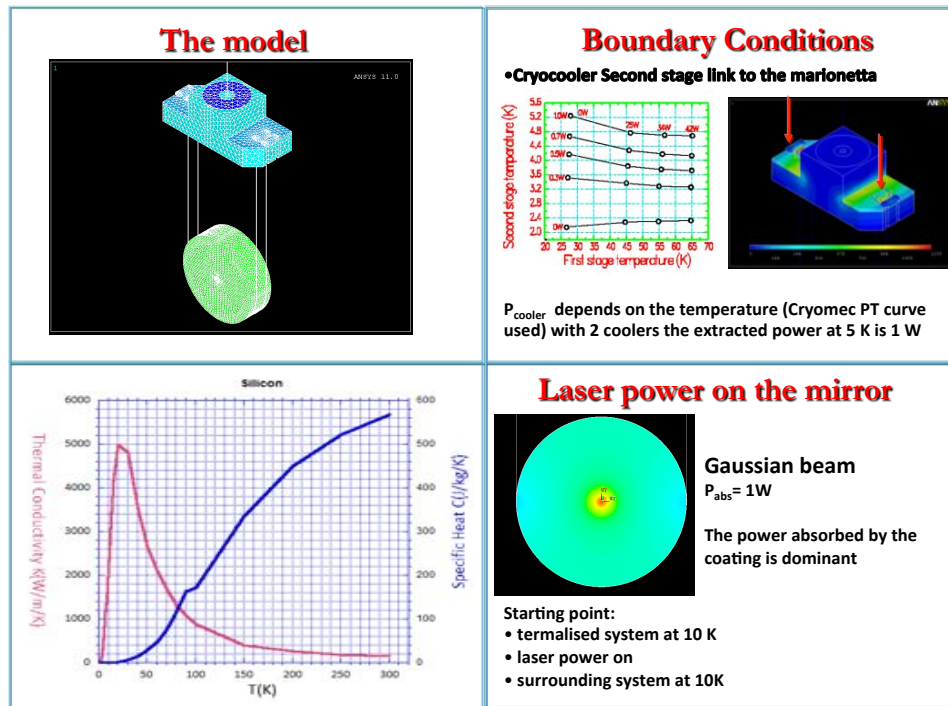 The model
1
ANSYS 11.0
Boundary Conditions
•Cryocooler Second stage link to the marionetta
Second stage temperature (K)
5.6
5.2
4.8
4.4
4.0
3.6
3.2
2.8
2.4
2.0
1.0W
0W
25W
34W
42W
0.7W
0.5W
0.3W
0W
20 25 30 35 40 45 50 55 60 65 70
First stage temperature (K)
P_cooler depends on the temperature (Cryomec PT curve
used) with 2 coolers the extracted power at 5 K is 1 W
Silicon
Thermal Conductivity K(W/m/K)
6000
5000
4000
3000
2000
1000
0
Specific Heat C(J/kg/K)
600
500
400
300
200
100
0
0 50 100 150 200 250 300
T(K)
Laser power on the mirror
Gaussian beam
P_abs= 1W
The power absorbed by the
coating is dominant
Starting point:
• termalised system at 10 K
• laser power on
• surrounding system at 10K